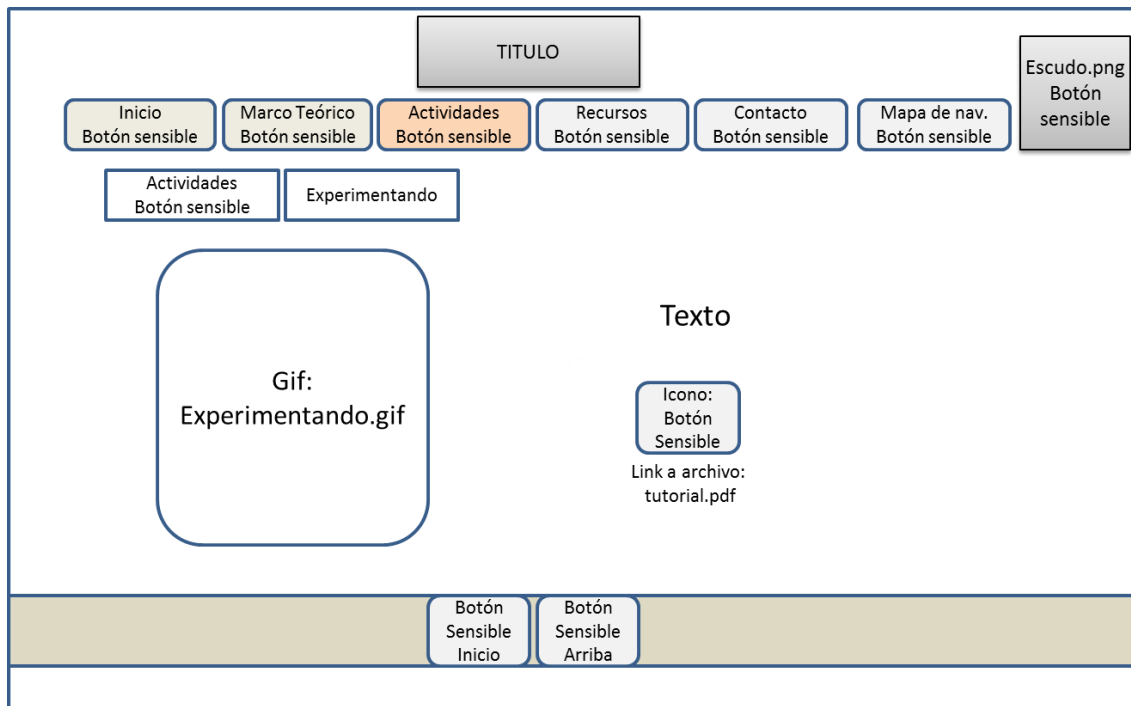 TITULO
Escudo.png
Botón
sensible
Inicio
Botón sensible
Marco Teórico
Botón sensible
Actividades
Botón sensible
Recursos
Botón sensible
Contacto
Botón sensible
Mapa de nav.
Botón sensible
Actividades
Botón sensible
Experimentando
Gif:
Experimentando.gif
Texto
Icono:
Botón
Sensible
Link a archivo:
tutorial.pdf
Botón
Sensible
Inicio
Botón
Sensible
Arriba